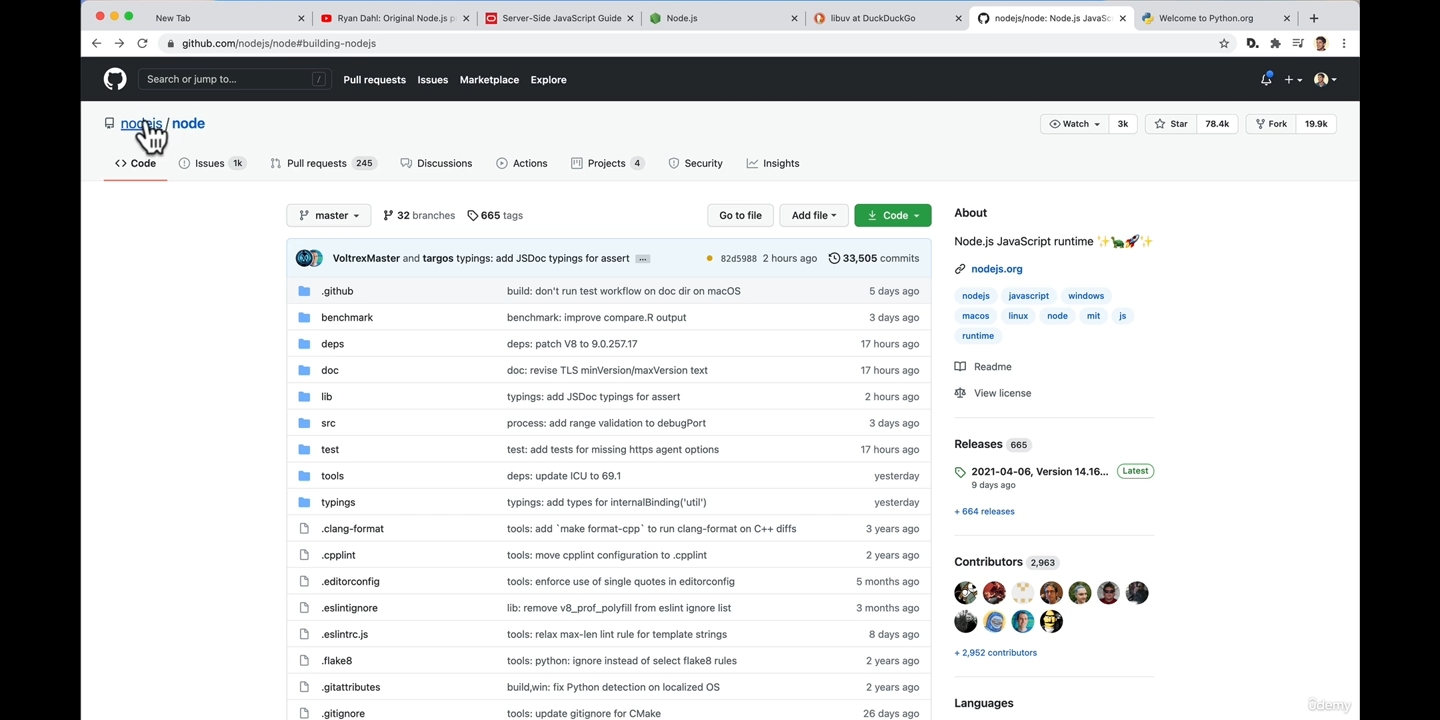 New Tab
Ryan Dahl: Original Node.js p
Server-Side JavaScript Guide
Node.js
libuv at DuckDuckGo
nodejs/node: Node.js JavaSc
Welcome to Python.org
github.com/nodejs/node#building-nodejs
Search or jump to... /
Pull requests Issues Marketplace Explore
nodejs / node
Watch 3k Star 78.4k Fork 19.9k
Code Issues 1k Pull requests 245 Discussions Actions Projects 4 Security Insights
master 32 branches 665 tags Go to file Add file Code
VoltrexMaster and targos typings: add JSDoc typings for assert ... 82d5988 2 hours ago 33,505 commits
.github build: don't run test workflow on doc dir on macOS 5 days ago
benchmark benchmark: improve compare.R output 3 days ago
deps deps: patch V8 to 9.0.257.17 17 hours ago
doc doc: revise TLS minVersion/maxVersion text 17 hours ago
lib typings: add JSDoc typings for assert 2 hours ago
src process: add range validation to debugPort 3 days ago
test test: add tests for missing https agent options 17 hours ago
tools deps: update ICU to 69.1 yesterday
typings typings: add types for internalBinding('util') yesterday
.clang-format tools: add `make format-cpp` to run clang-format on C++ diffs 3 years ago
.cpplint tools: move cpplint configuration to .cpplint 2 years ago
.editorconfig tools: enforce use of single quotes in editorconfig 5 months ago
.eslintignore lib: remove v8_prof_polyfill from eslint ignore list 3 months ago
.eslintrc.js tools: relax max-len lint rule for template strings 8 days ago
.flake8 tools: python: ignore instead of select flake8 rules 2 years ago
.gitattributes build,win: fix Python detection on localized OS 2 years ago
.gitignore tools: update gitignore for CMake 26 days ago
About
Node.js JavaScript runtime ✨🐢🚀✨
nodejs.org
nodejs javascript windows
macos linux node mit js
runtime
Readme
View license
Releases 665
2021-04-06, Version 14.16... Latest
9 days ago
+ 664 releases
Contributors 2,963
+ 2,952 contributors
Languages
ûdemy